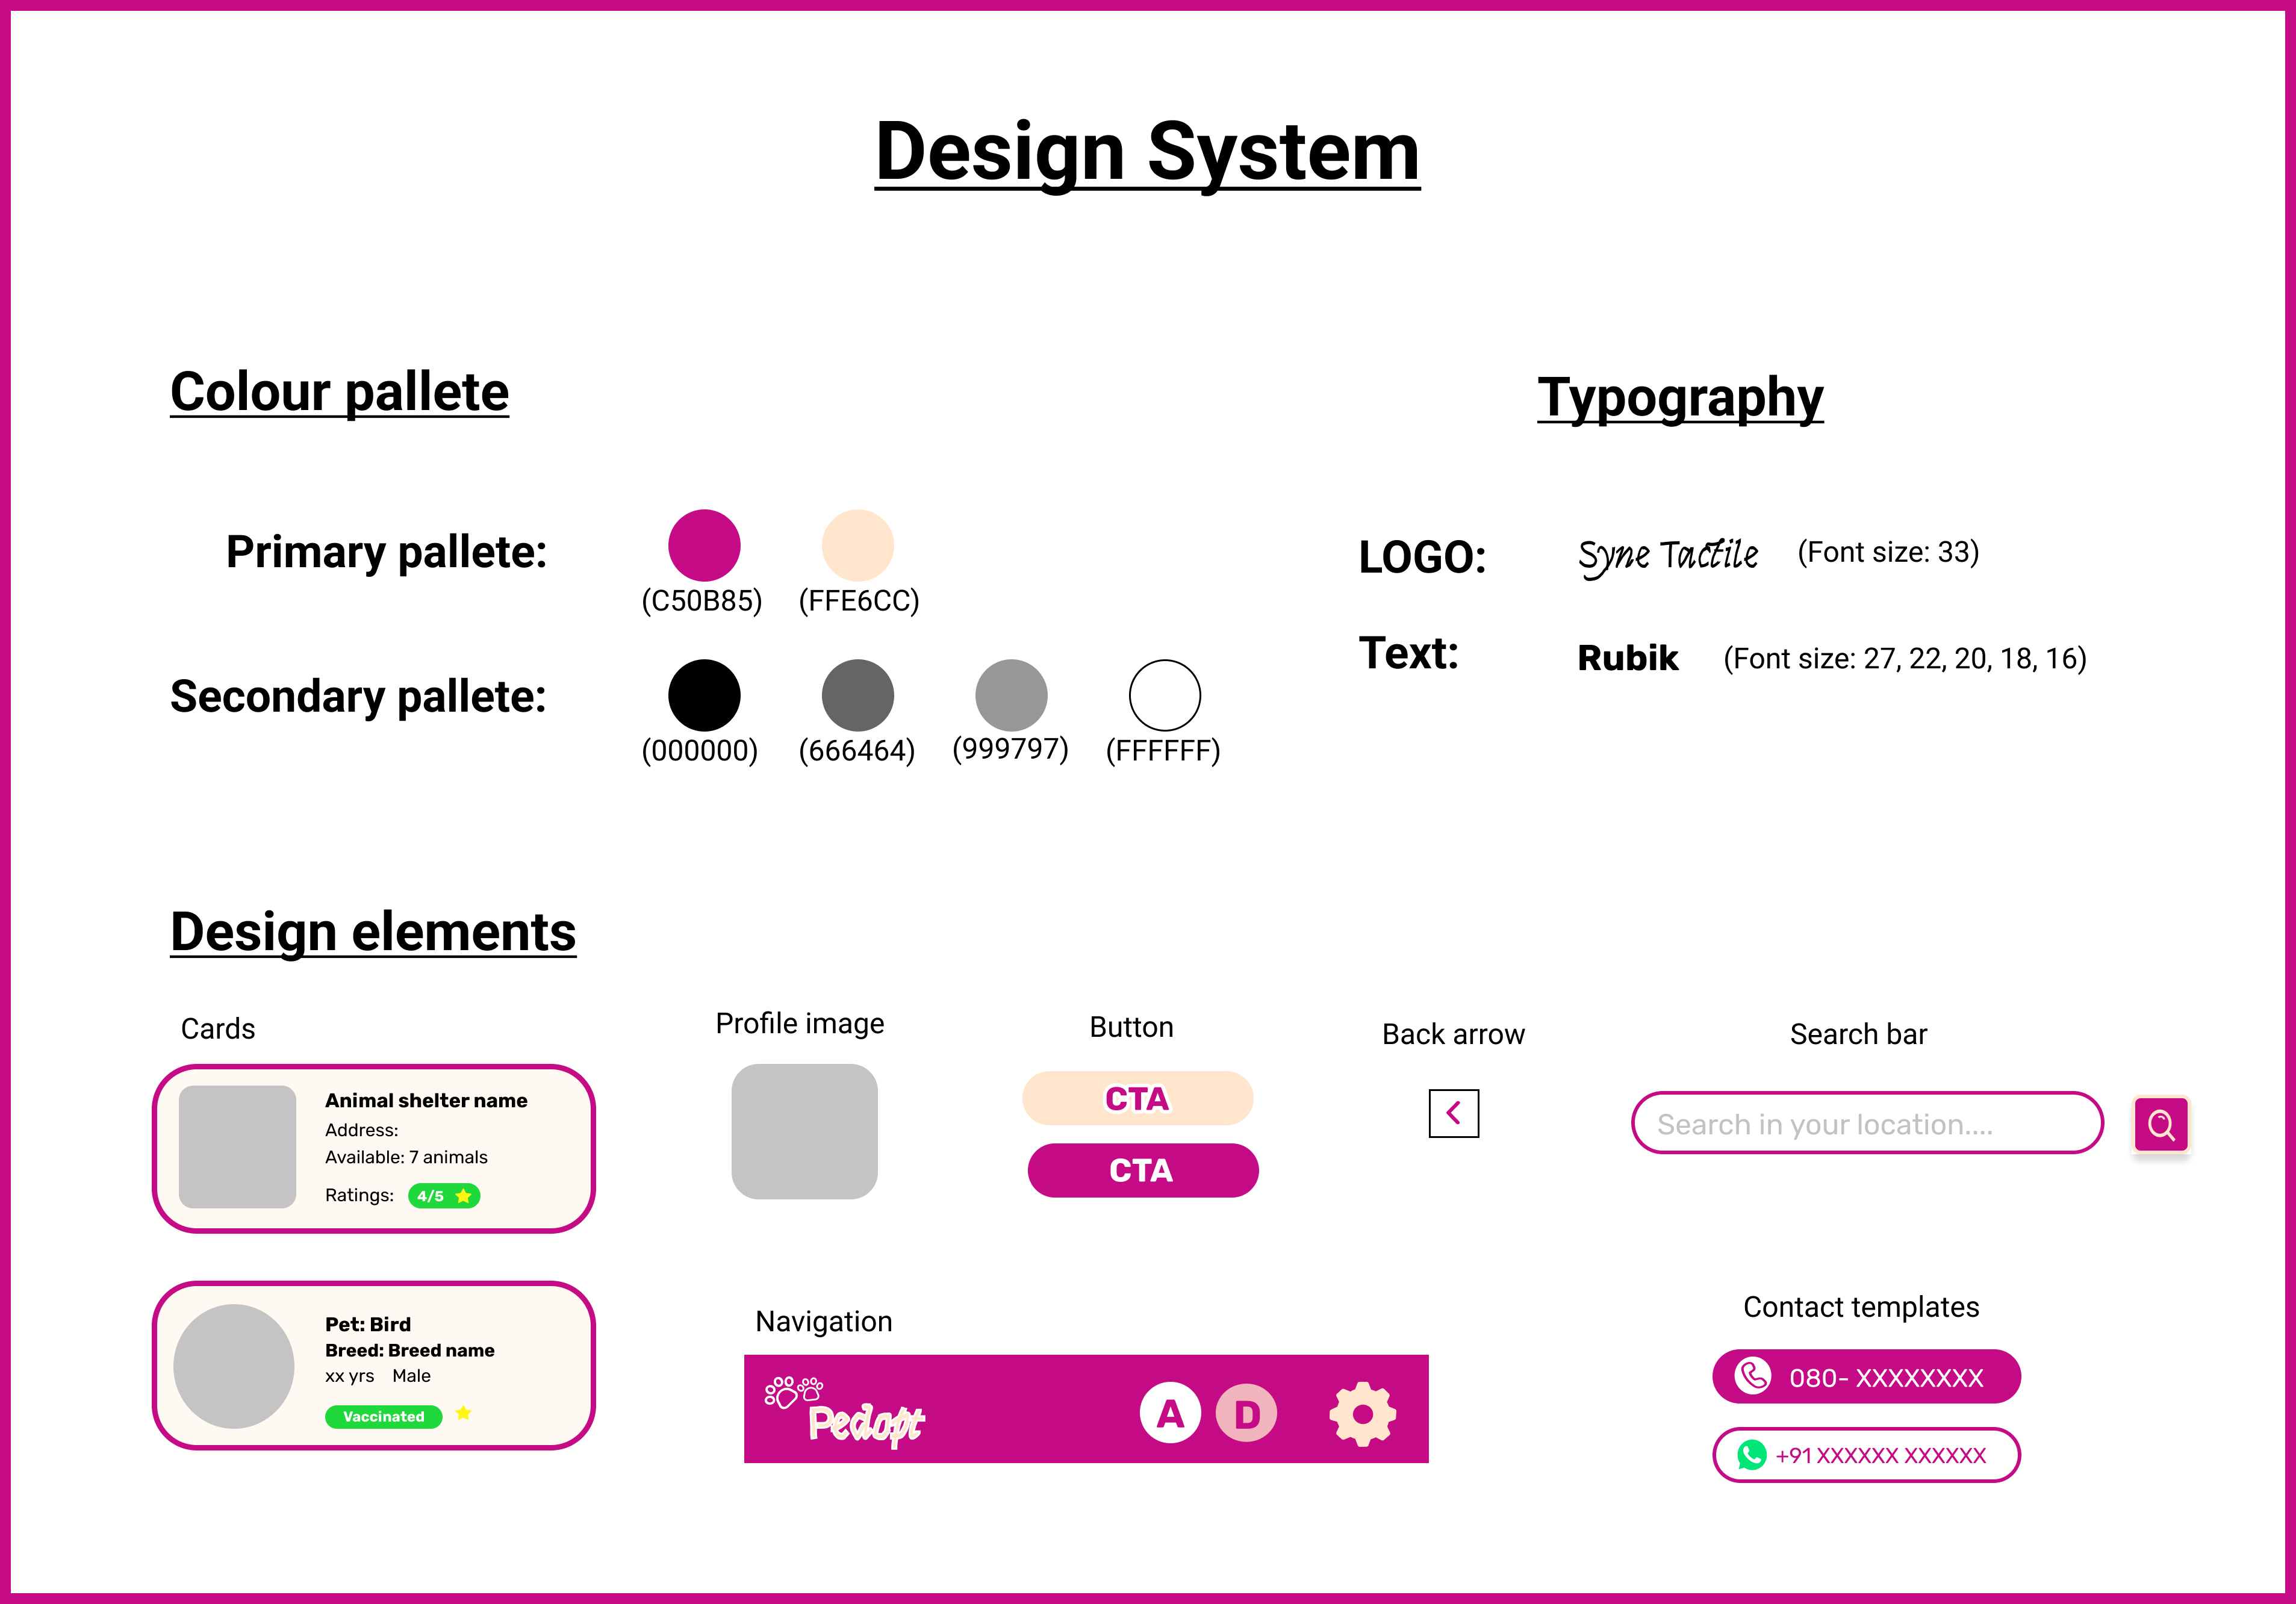 Design System
Colour pallete
Primary pallete:
(C50B85)
(FFE6CC)
Secondary pallete:
(000000)
(666464)
(999797)
(FFFFFF)
Typography
LOGO:
Syne Tactile
(Font size: 33)
Text:
Rubik
(Font size: 27, 22, 20, 18, 16)
Design elements
Cards
Animal shelter name
Address:
Available: 7 animals
Ratings:
4/5
Pet: Bird
Breed: Breed name
xx yrs Male
Vaccinated
Profile image
Button
CTA
CTA
Back arrow
Search bar
Search in your location....
Navigation
Pedopt
A
D
Contact templates
080- XXXXXXXX
+91 XXXXXX XXXXXX